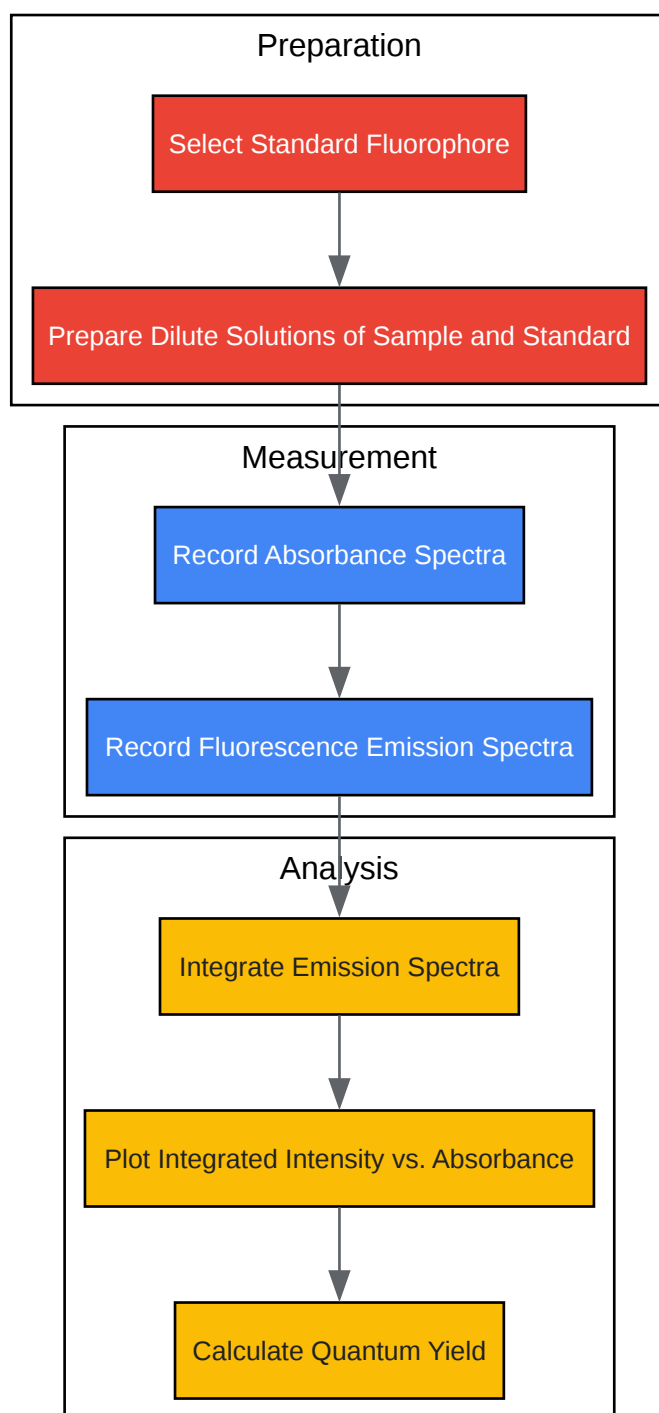 Preparation
Select Standard Fluorophore
Prepare Dilute Solutions of Sample and Standard
Measurement
Record Absorbance Spectra
Record Fluorescence Emission Spectra
Analysis
Integrate Emission Spectra
Plot Integrated Intensity vs. Absorbance
Calculate Quantum Yield